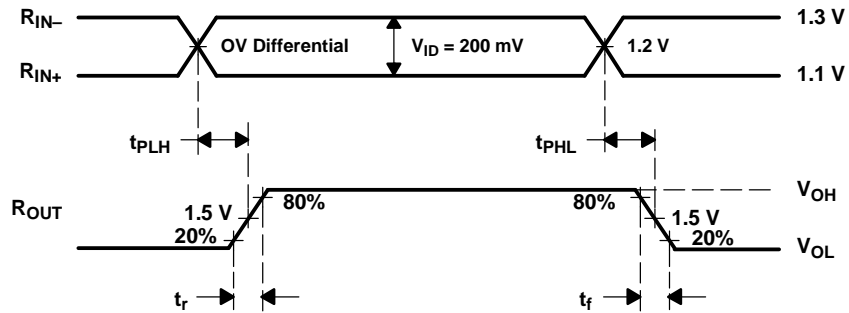 RIN– 1.3 V
OV Differential VID = 200 mV 1.2 V
RIN+ 1.1 V
tPLH tPHL
80% 80% VOH
ROUT 1.5 V 1.5 V
20% 20% VOL
tr tf